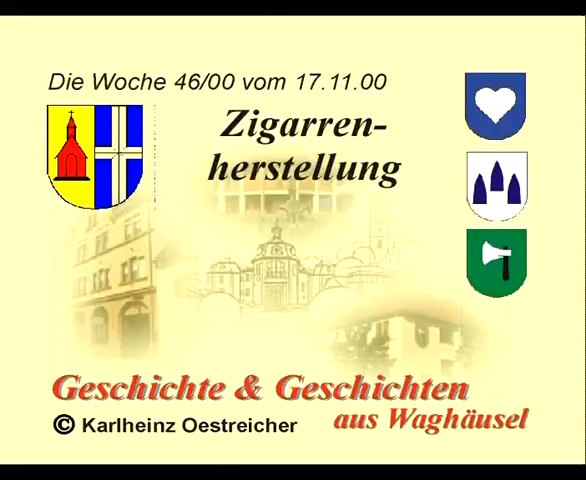 Die Woche 46/00 vom 17.11.00
Zigarren-
herstellung
Geschichte & Geschichten
aus Waghäusel
© Karlheinz Oestreicher